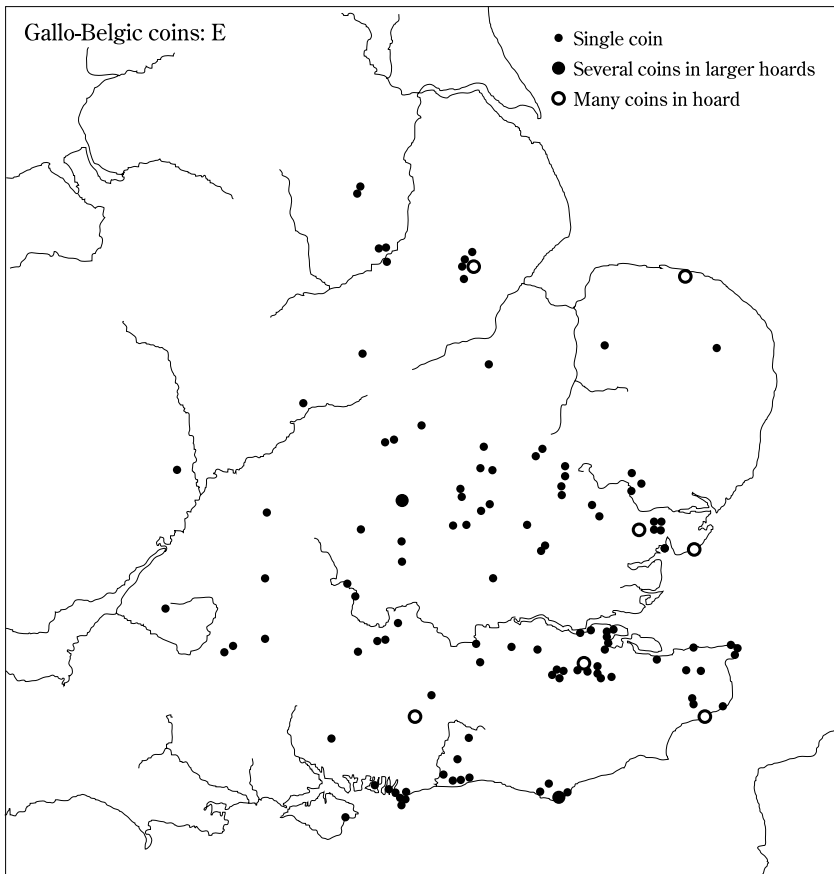 Gallo-Belgic coins: E
Single coin
Several coins in larger hoards
Many coins in hoard